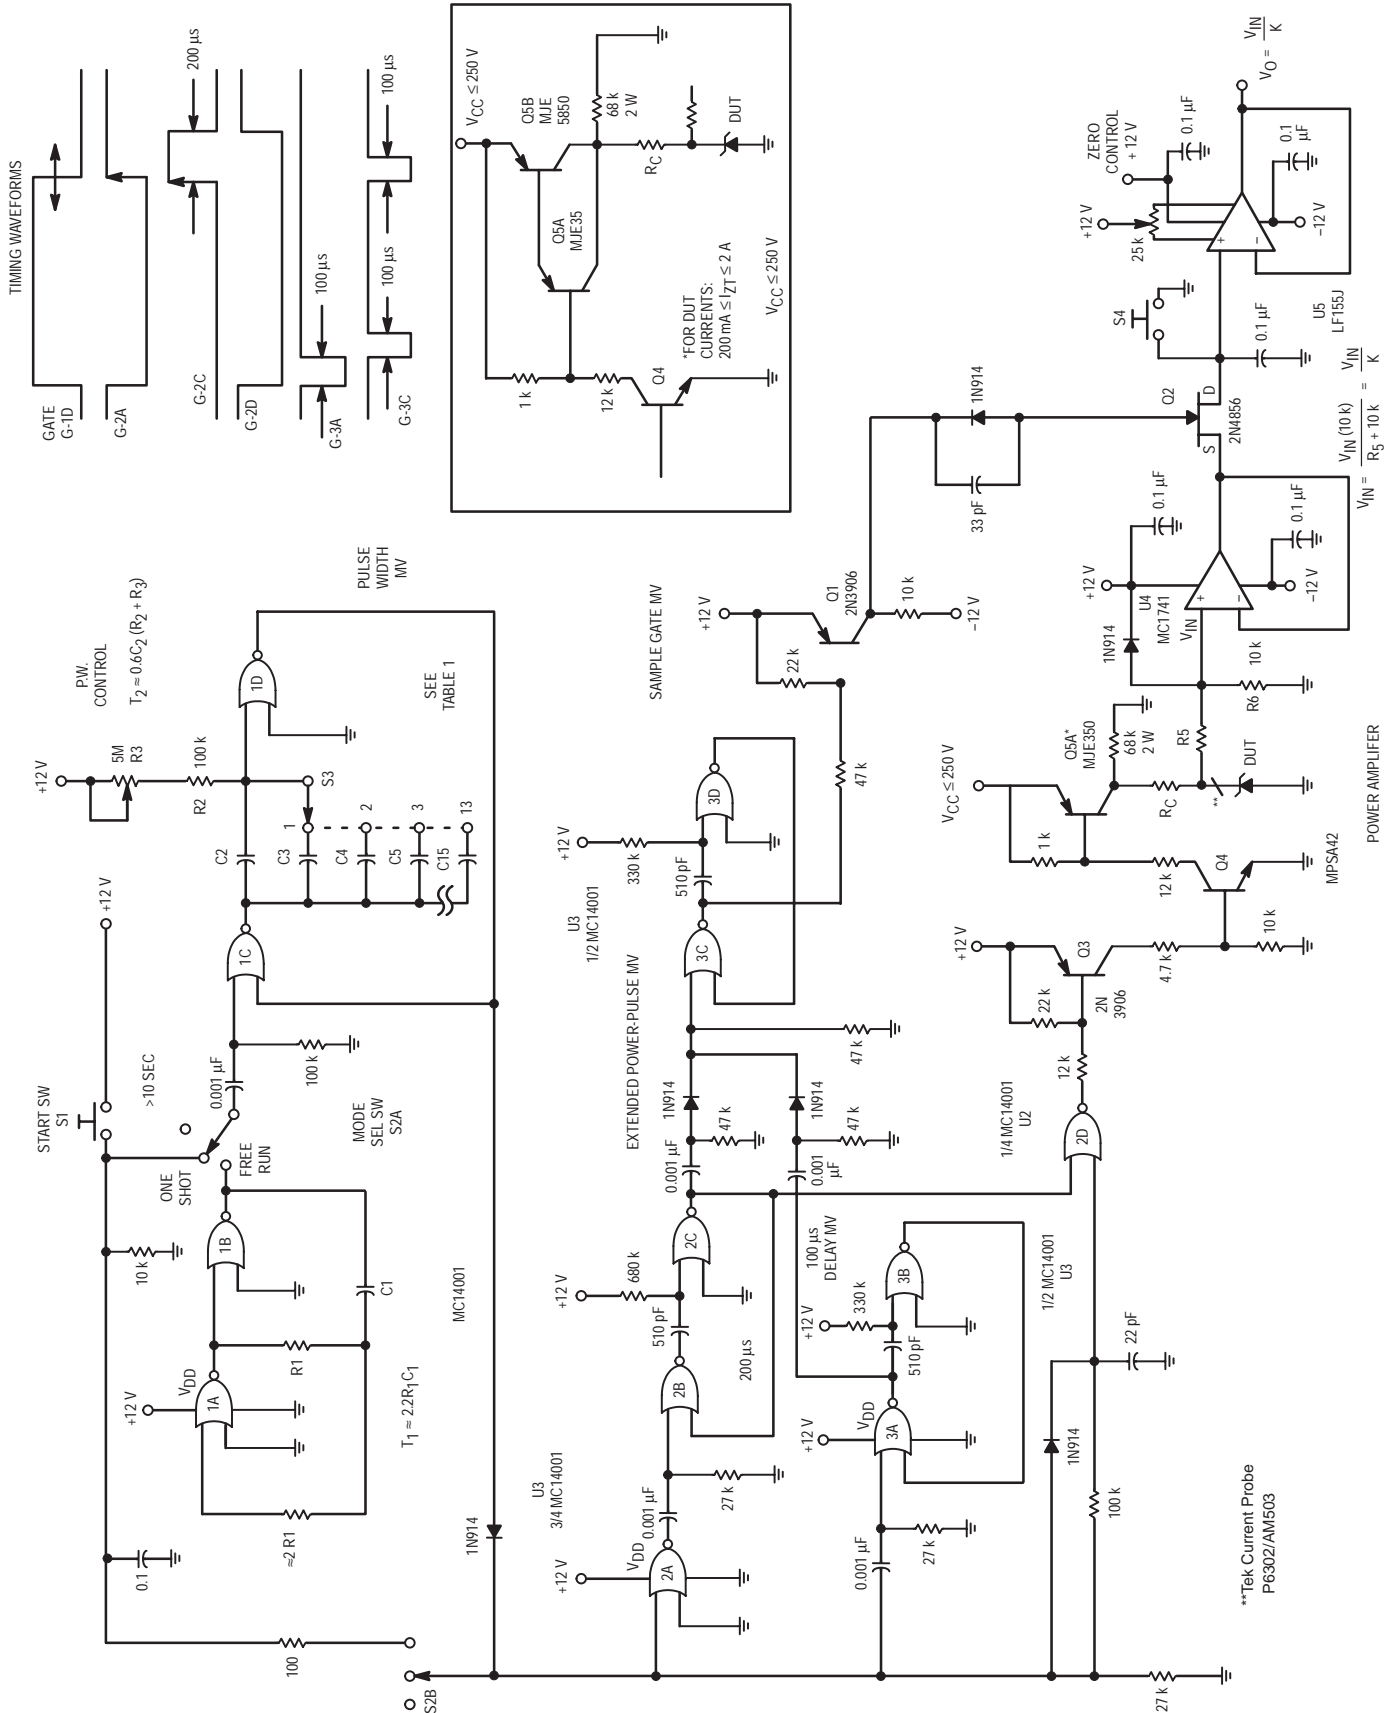 TIMING WAVEFORMS
GATE
G-1D
G-2A
G-2C
200 µs
G-2D
G-3A
100 µs
G-3C
100 µs
100 µs
VCC ≤ 250 V
Q5B
MJE
5850
Q5A
MJE35
68 k
2 W
RC
DUT
1 k
12 k
Q4
*FOR DUT
CURRENTS:
200 mA ≤ IZT ≤ 2 A
VCC ≤ 250 V
START SW
S1
+12 V
>10 SEC
ONE
SHOT
FREE
RUN
MODE
SEL SW
S2A
0.001 µF
100 k
10 k
0.1
100
S2B
+12 V
VDD
1A
1B
≈2 R1
R1
C1
T1 ≈ 2.2R1C1
MC14001
1C
1D
P.W.
CONTROL
T2 ≈ 0.6C2 (R2 + R3)
+12 V
5M
R3
100 k
R2
S3
C2
C3
C4
C5
C15
1
2
3
13
SEE
TABLE 1
PULSE
WIDTH
MV
1N914
U3
3/4 MC14001
+12 V
VDD
2A
0.001 µF
27 k
2B
510 pF
200 µs
+12 V
680 k
2C
EXTENDED POWER-PULSE MV
0.001 µF
47 k
1N914
0.001
µF
47 k
1N914
47 k
U3
1/2 MC14001
3C
510 pF
+12 V
330 k
3D
SAMPLE GATE MV
47 k
22 k
+12 V
Q1
2N3906
10 k
–12 V
33 pF
1N914
0.001 µF
27 k
+12 V
VDD
3A
510 pF
+12 V
330 k
3B
100 µs
DELAY MV
1/2 MC14001
U3
1N914
100 k
22 pF
27 k
1/4 MC14001
U2
2D
12 k
22 k
+12 V
Q3
2N
3906
4.7 k
10 k
Q4
MPSA42
12 k
1 k
VCC ≤ 250 V
Q5A*
MJE350
68 k
2 W
RC
**
DUT
R5
R6
10 k
POWER AMPLIFER
1N914
+12 V
U4
MC1741
VIN
+
–
0.1 µF
–12 V
0.1 µF
VIN = VIN (10 k) / R5 + 10 k = VIN / K
S
D
Q2
2N4856
S4
0.1 µF
U5
LF155J
+
–
25 k
+12 V
ZERO
CONTROL
+ 12 V
0.1 µF
–12 V
0.1
µF
VO = VIN / K
**Tek Current Probe
P6302/AM503